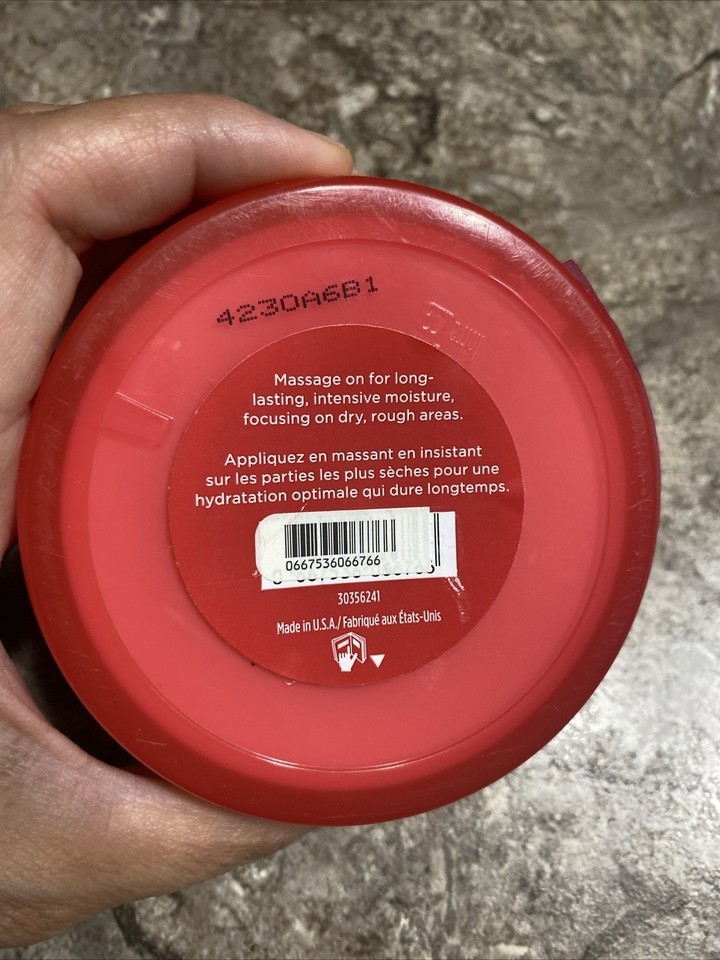 4230A6B1
Massage on for long-
lasting, intensive moisture,
focusing on dry, rough areas.
Appliquez en massant en insistant
sur les parties les plus sèches pour une
hydratation optimale qui dure longtemps.
0667536066766
30356241
Made in U.S.A./ Fabriqué aux États-Unis